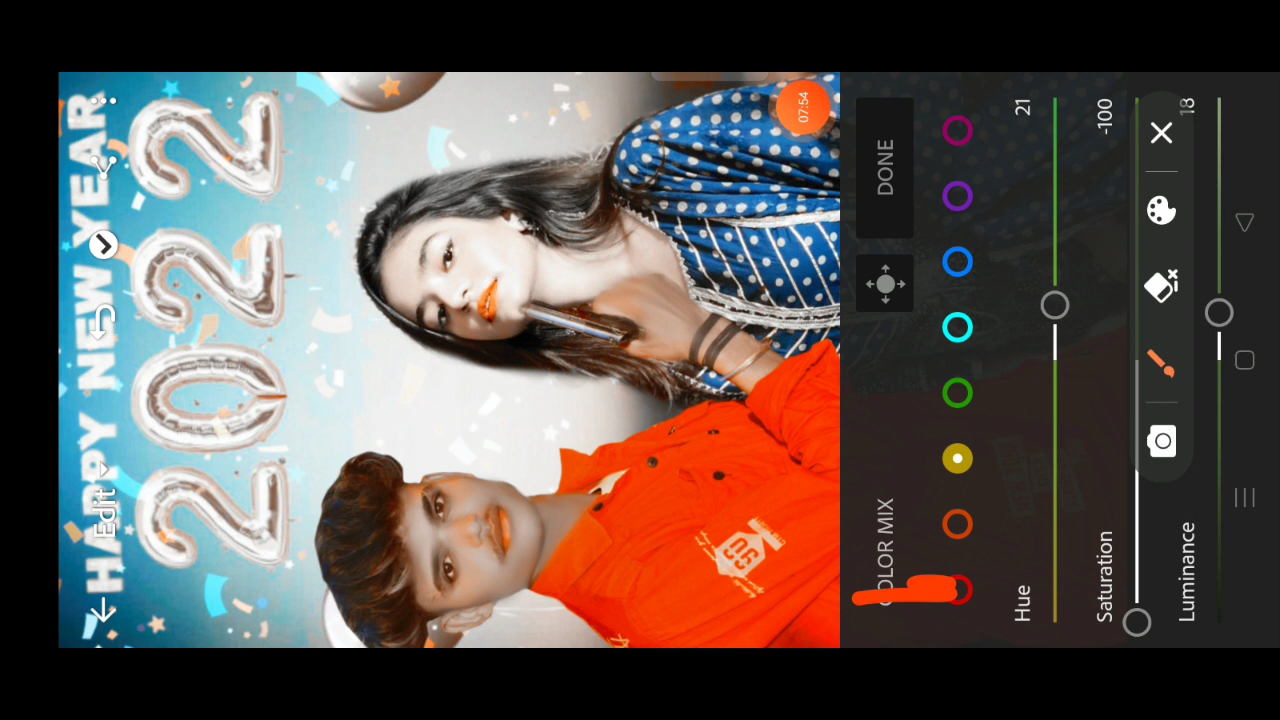 Edit
HAPPY NEW YEAR
2022
07:54
COLOR MIX
DONE
Hue
21
Saturation
-100
Luminance
18